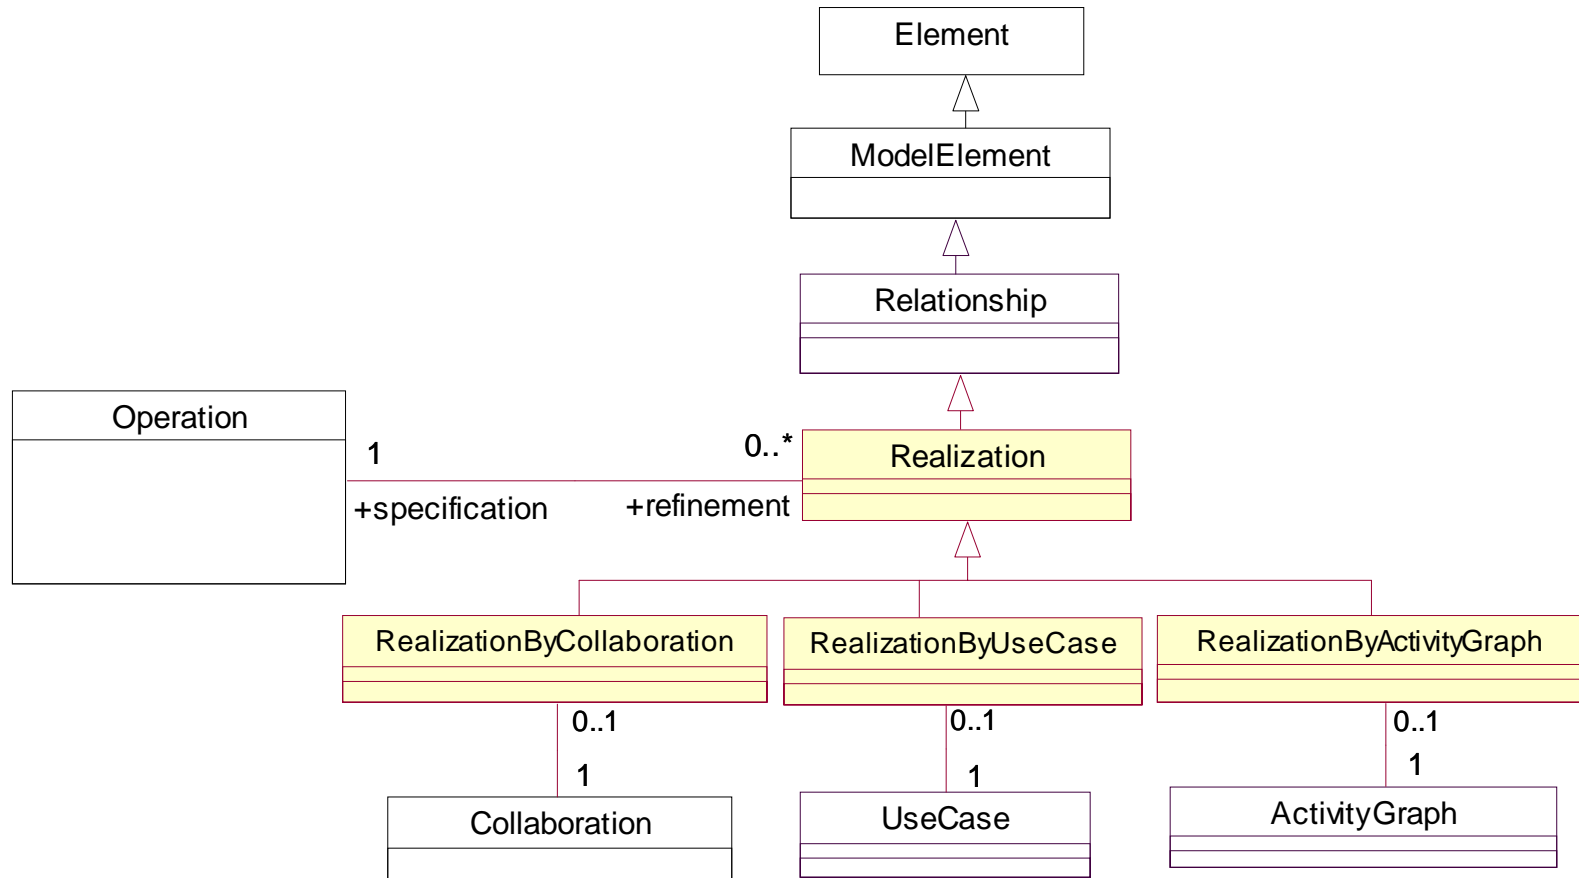 Element
ModelElement
Relationship
Operation
1
0..*
Realization
+specification
+refinement
RealizationByCollaboration
RealizationByUseCase
RealizationByActivityGraph
0..1
0..1
0..1
1
1
1
Collaboration
UseCase
ActivityGraph